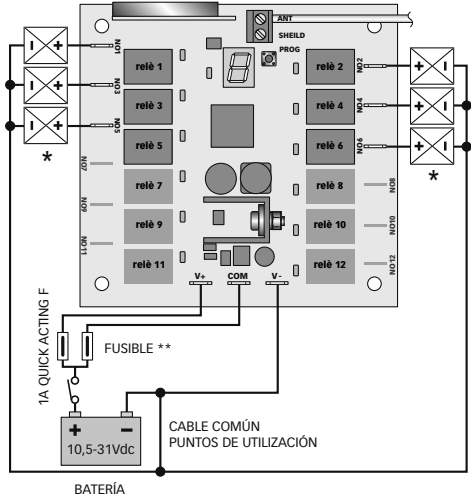 ANT
SHEILD
PROG
NO1
NO3
NO5
NO7
NO9
NO11
relè 1
relè 3
relè 5
relè 7
relè 9
relè 11
relè 2
relè 4
relè 6
relè 8
relè 10
relè 12
NO2
NO4
NO6
NO8
NO10
NO12
- +
- +
- +
*
- +
- +
- +
*
V+ COM V-
1A QUICK ACTING F
FUSIBLE **
+ -
10,5-31Vdc
CABLE COMÚN
PUNTOS DE UTILIZACIÓN
BATERÍA